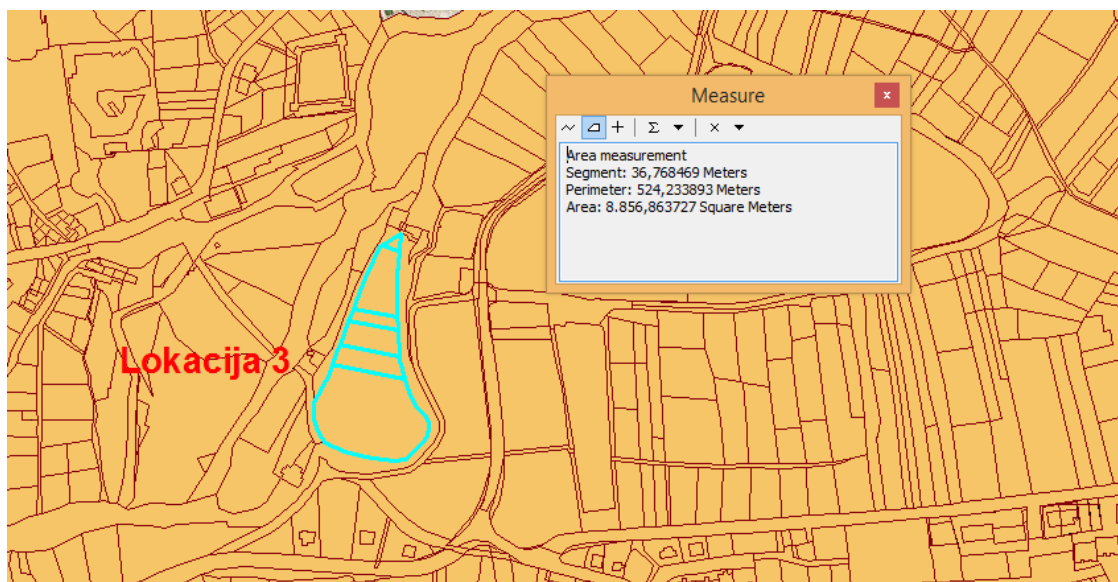 Measure
Area measurement
Segment: 36,768469 Meters
Perimeter: 524,233893 Meters
Area: 8.856,863727 Square Meters
Lokacija 3